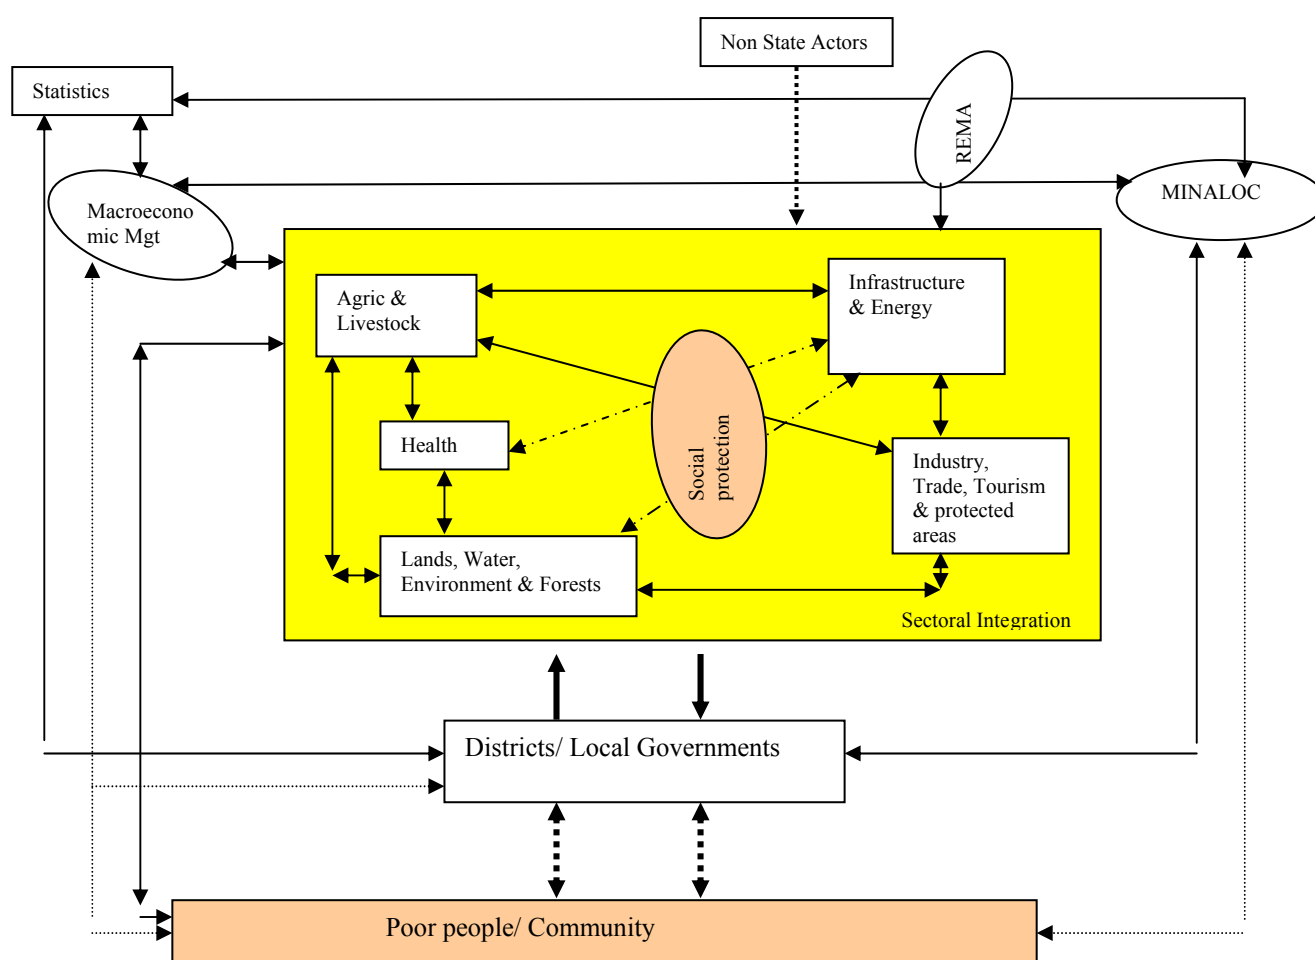 Non State Actors
Statistics
REMA
Macroecono
mic Mgt
MINALOC
Agric &
Livestock
Infrastructure
& Energy
Social
protection
Health
Industry,
Trade, Tourism
& protected
areas
Lands, Water,
Environment & Forests
Sectoral Integration
Districts/ Local Governments
Poor people/ Community